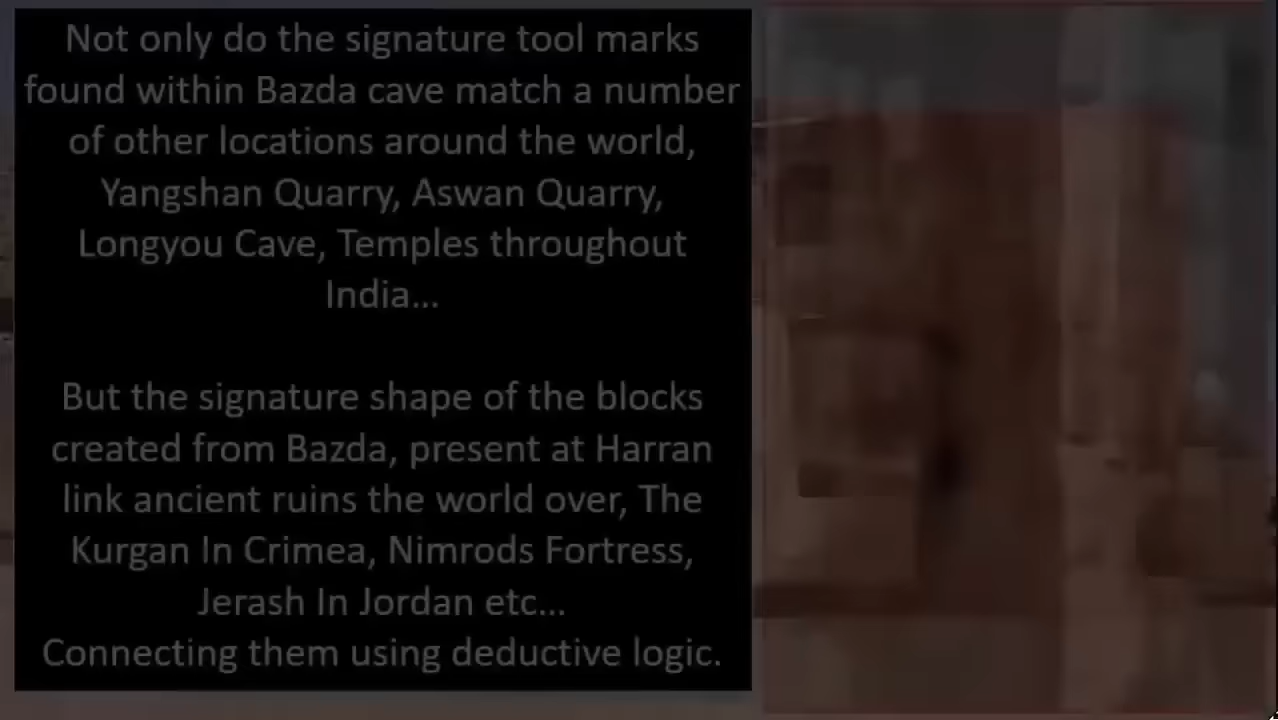 Not only do the signature tool marks
found within Bazda cave match a number
of other locations around the world,
Yangshan Quarry, Aswan Quarry,
Longyou Cave, Temples throughout
India...
But the signature shape of the blocks
created from Bazda, present at Harran
link ancient ruins the world over, The
Kurgan In Crimea, Nimrods Fortress,
Jerash In Jordan etc...
Connecting them using deductive logic.